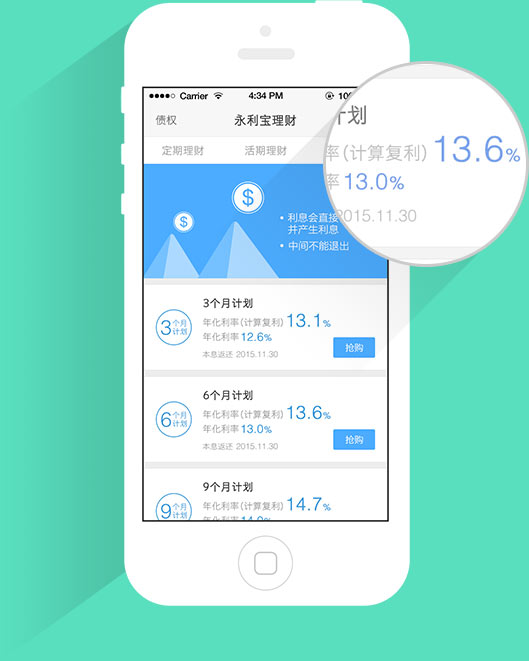 Carrier 4:34 PM
债权 永利宝理财
定期理财 活期理财
$
$
• 利息会直接
并产生利息
• 中间不能退出
计划
率(计算复利) 13.6%
率 13.0%
2015.11.30
3个月计划
3个月计划
年化利率(计算复利) 13.1%
年化利率 12.6%
本息返还 2015.11.30
抢购
6个月计划
6个月计划
年化利率(计算复利) 13.6%
年化利率 13.0%
本息返还 2015.11.30
抢购
9个月计划
9个月计划
年化利率(计算复利) 14.7%